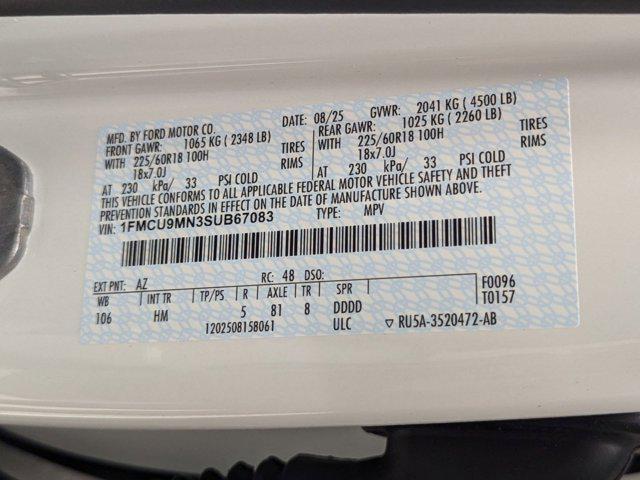 MFD. BY FORD MOTOR CO. DATE: 08/25 GVWR: 2041 KG ( 4500 LB)
FRONT GAWR: 1065 KG ( 2348 LB) REAR GAWR: 1025 KG ( 2260 LB)
WITH 225/60R18 100H TIRES WITH 225/60R18 100H TIRES
18x7.0J RIMS 18x7.0J RIMS
AT 230 kPa/ 33 PSI COLD AT 230 kPa/ 33 PSI COLD
THIS VEHICLE CONFORMS TO ALL APPLICABLE FEDERAL MOTOR VEHICLE SAFETY AND THEFT
PREVENTION STANDARDS IN EFFECT ON THE DATE OF MANUFACTURE SHOWN ABOVE.
VIN: 1FMCU9MN3SUB67083 TYPE: MPV
EXT PNT: AZ RC: 48 DSO:
WB INT TR TP/PS R AXLE TR SPR F0096
106 HM 5 81 8 DDDD T0157
1202508158061 ULC ▽ RU5A-3520472-AB